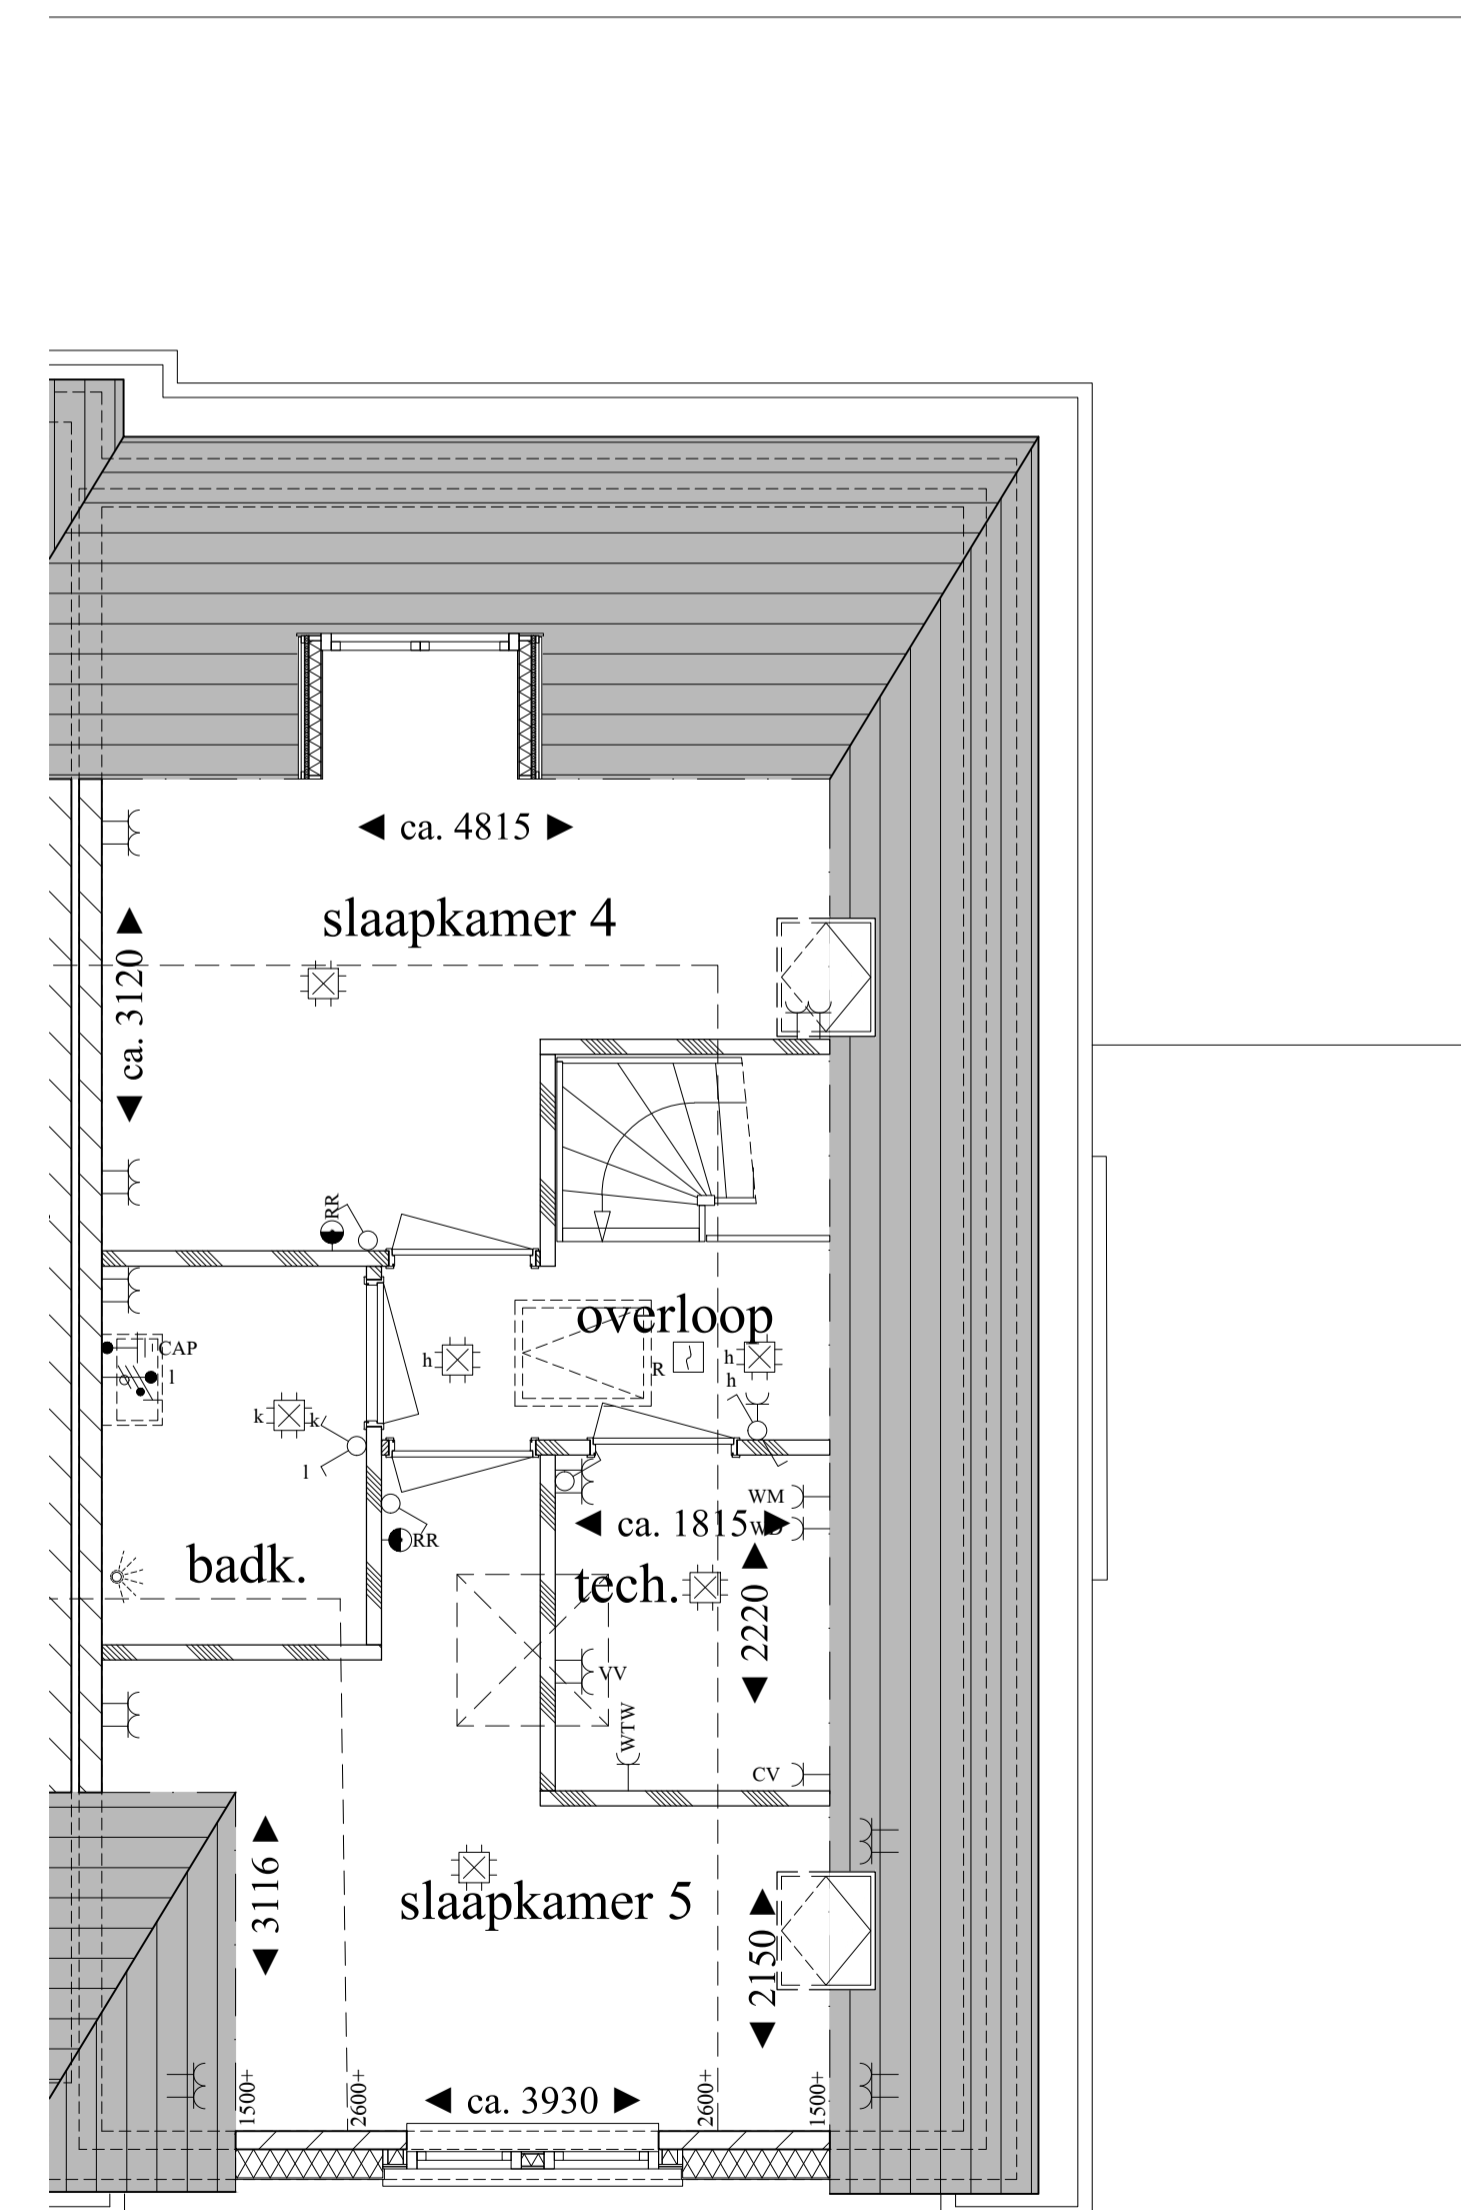 ca. 4815
slaapkamer 4
ca. 3120
RR
overloop
CAP
l
h
R
h
h
k
k
l
WM
ca. 1815
WD
RR
badk.
tech.
2220
VV
WTW
CV
3116
slaapkamer 5
2150
1500+
2600+
ca. 3930
2600+
1500+